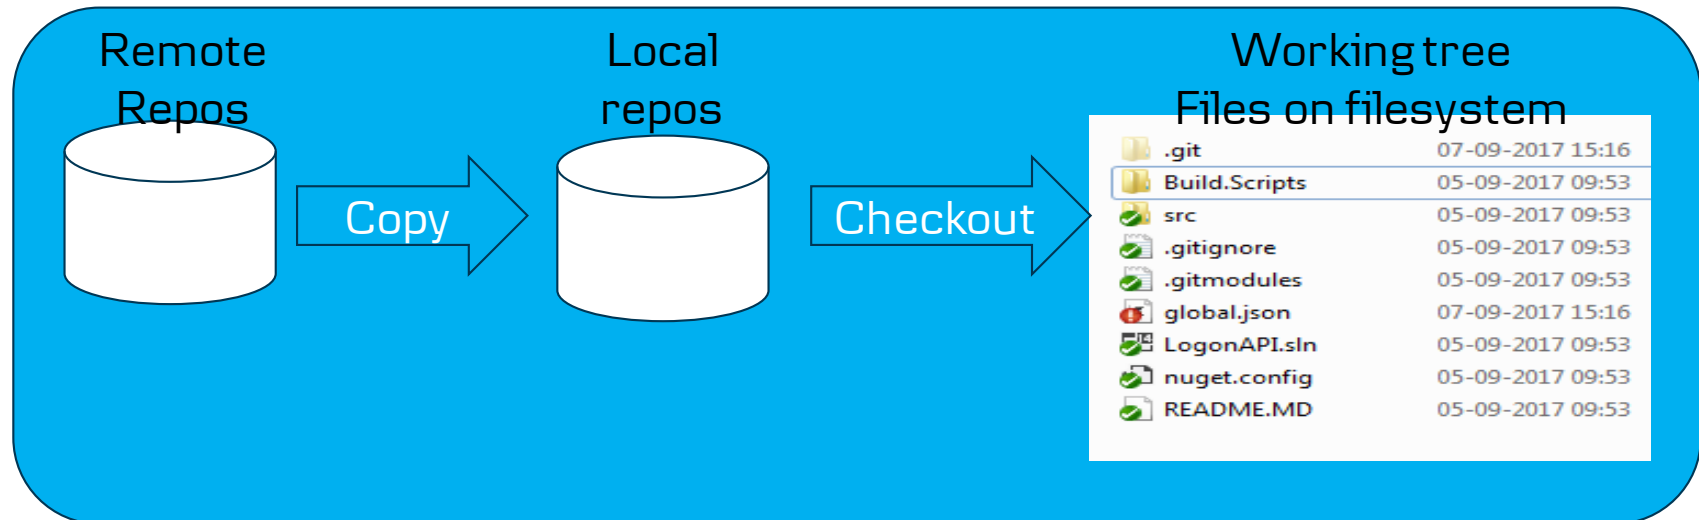 Remote
Repos
Copy
Local
repos
Checkout
Working tree
Files on filesystem
.git 07-09-2017 15:16
Build.Scripts 05-09-2017 09:53
src 05-09-2017 09:53
.gitignore 05-09-2017 09:53
.gitmodules 05-09-2017 09:53
global.json 07-09-2017 15:16
LogonAPI.sln 05-09-2017 09:53
nuget.config 05-09-2017 09:53
README.MD 05-09-2017 09:53